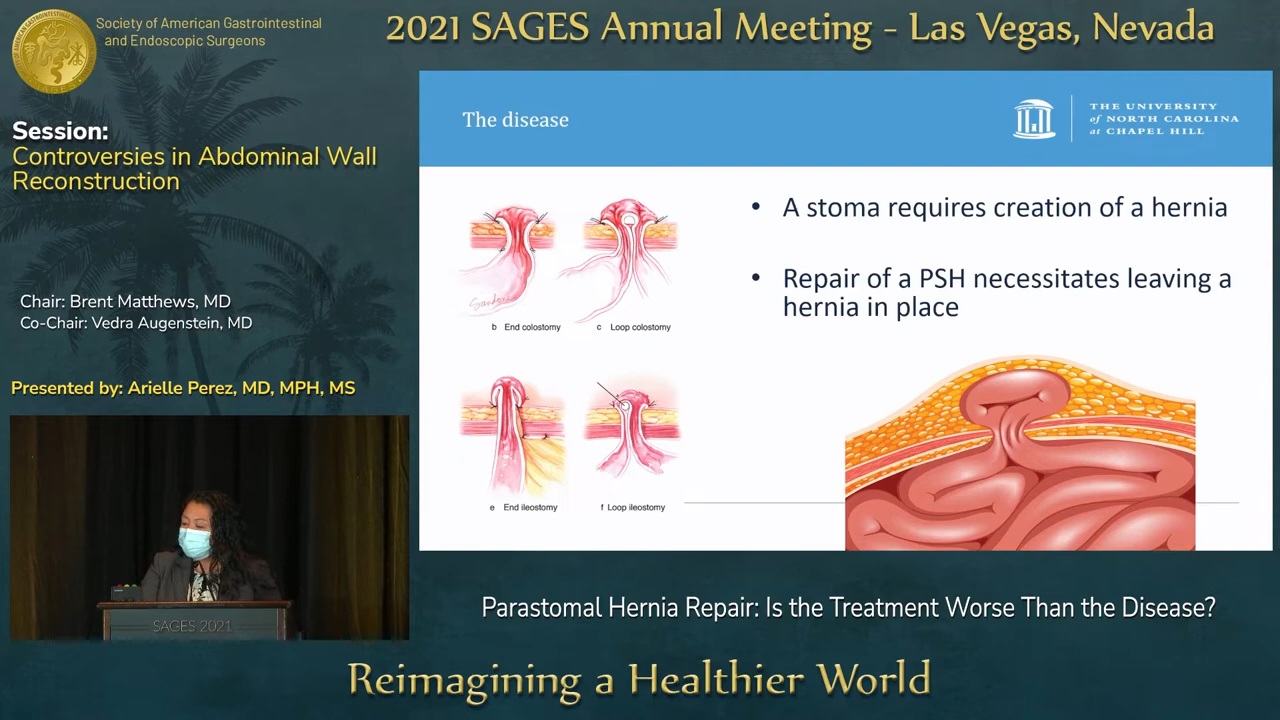 Society of American Gastrointestinal
and Endoscopic Surgeons
2021 SAGES Annual Meeting - Las Vegas, Nevada
Session:
Controversies in Abdominal Wall
Reconstruction
Chair: Brent Matthews, MD
Co-Chair: Vedra Augenstein, MD
Presented by: Arielle Perez, MD, MPH, MS
SAGES 2021
The disease
THE UNIVERSITY
of NORTH CAROLINA
at CHAPEL HILL
b End colostomy
c Loop colostomy
e End ileostomy
f Loop ileostomy
• A stoma requires creation of a hernia
• Repair of a PSH necessitates leaving a
hernia in place
Parastomal Hernia Repair: Is the Treatment Worse Than the Disease?
Reimagining a Healthier World